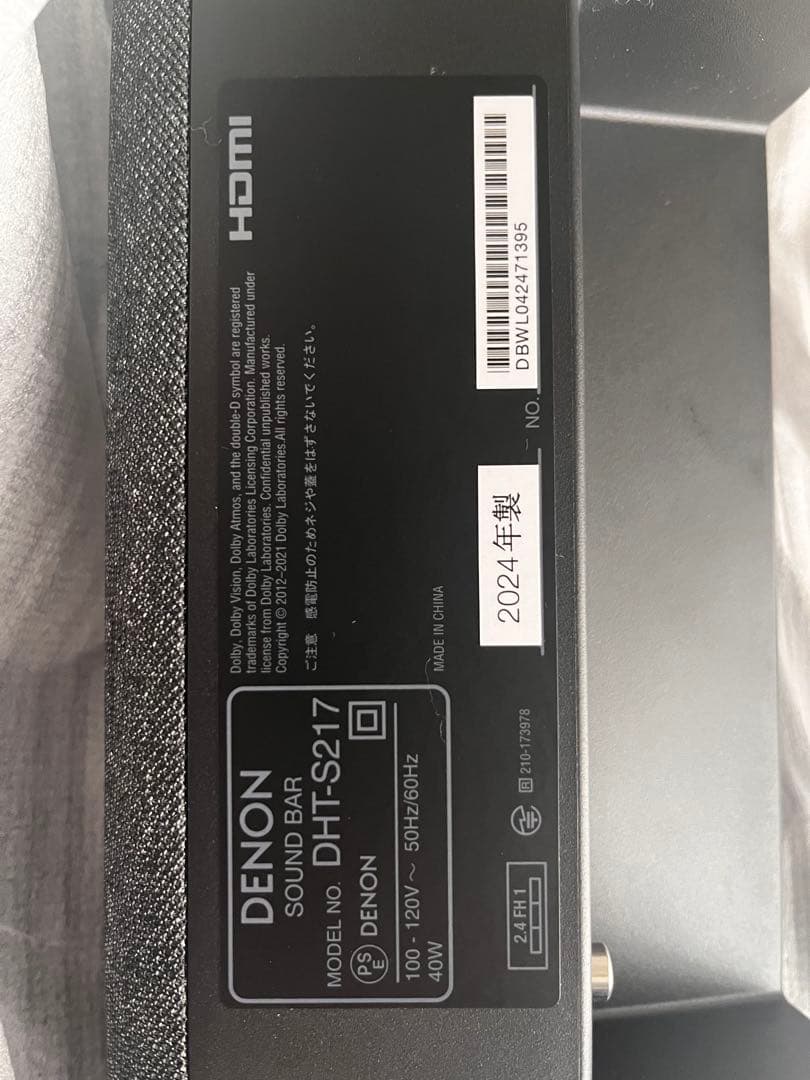 DENON
SOUND BAR
MODEL NO. DHT-S217
PSE DENON
100 - 120V ~ 50Hz/60Hz
40W
Dolby, Dolby Vision, Dolby Atmos, and the double-D symbol are registered
trademarks of Dolby Laboratories Licensing Corporation. Manufactured under
license from Dolby Laboratories. Confidential unpublished works.
Copyright © 2012–2021 Dolby Laboratories.All rights reserved.
HDMI
ご注意 感電防止のためネジや蓋をはずさないでください。
MADE IN CHINA
2.4 FH 1
R 210-173978
2024年製
NO.
DBWL042471395